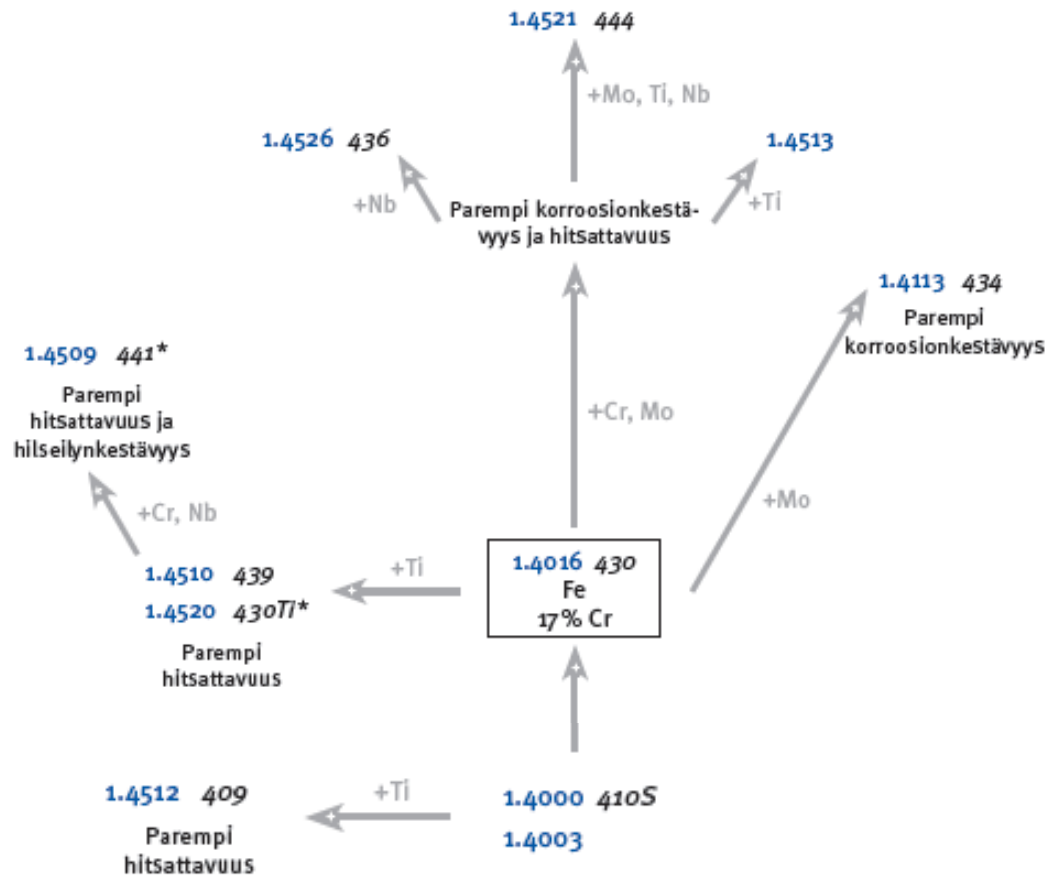 1.4521 444
+Mo, Ti, Nb
1.4526 436
1.4513
+Nb
+Ti
Parempi korroosionkestä-
vyys ja hitsattavuus
1.4113 434
Parempi
korroosionkestävyys
1.4509 441*
Parempi
hitsattavuus ja
hilseilynkestävyys
+Cr, Mo
+Mo
+Cr, Nb
1.4016 430
Fe
17% Cr
+Ti
1.4510 439
1.4520 430Ti*
Parempi
hitsattavuus
1.4512 409
Parempi
hitsattavuus
+Ti
1.4000 410S
1.4003